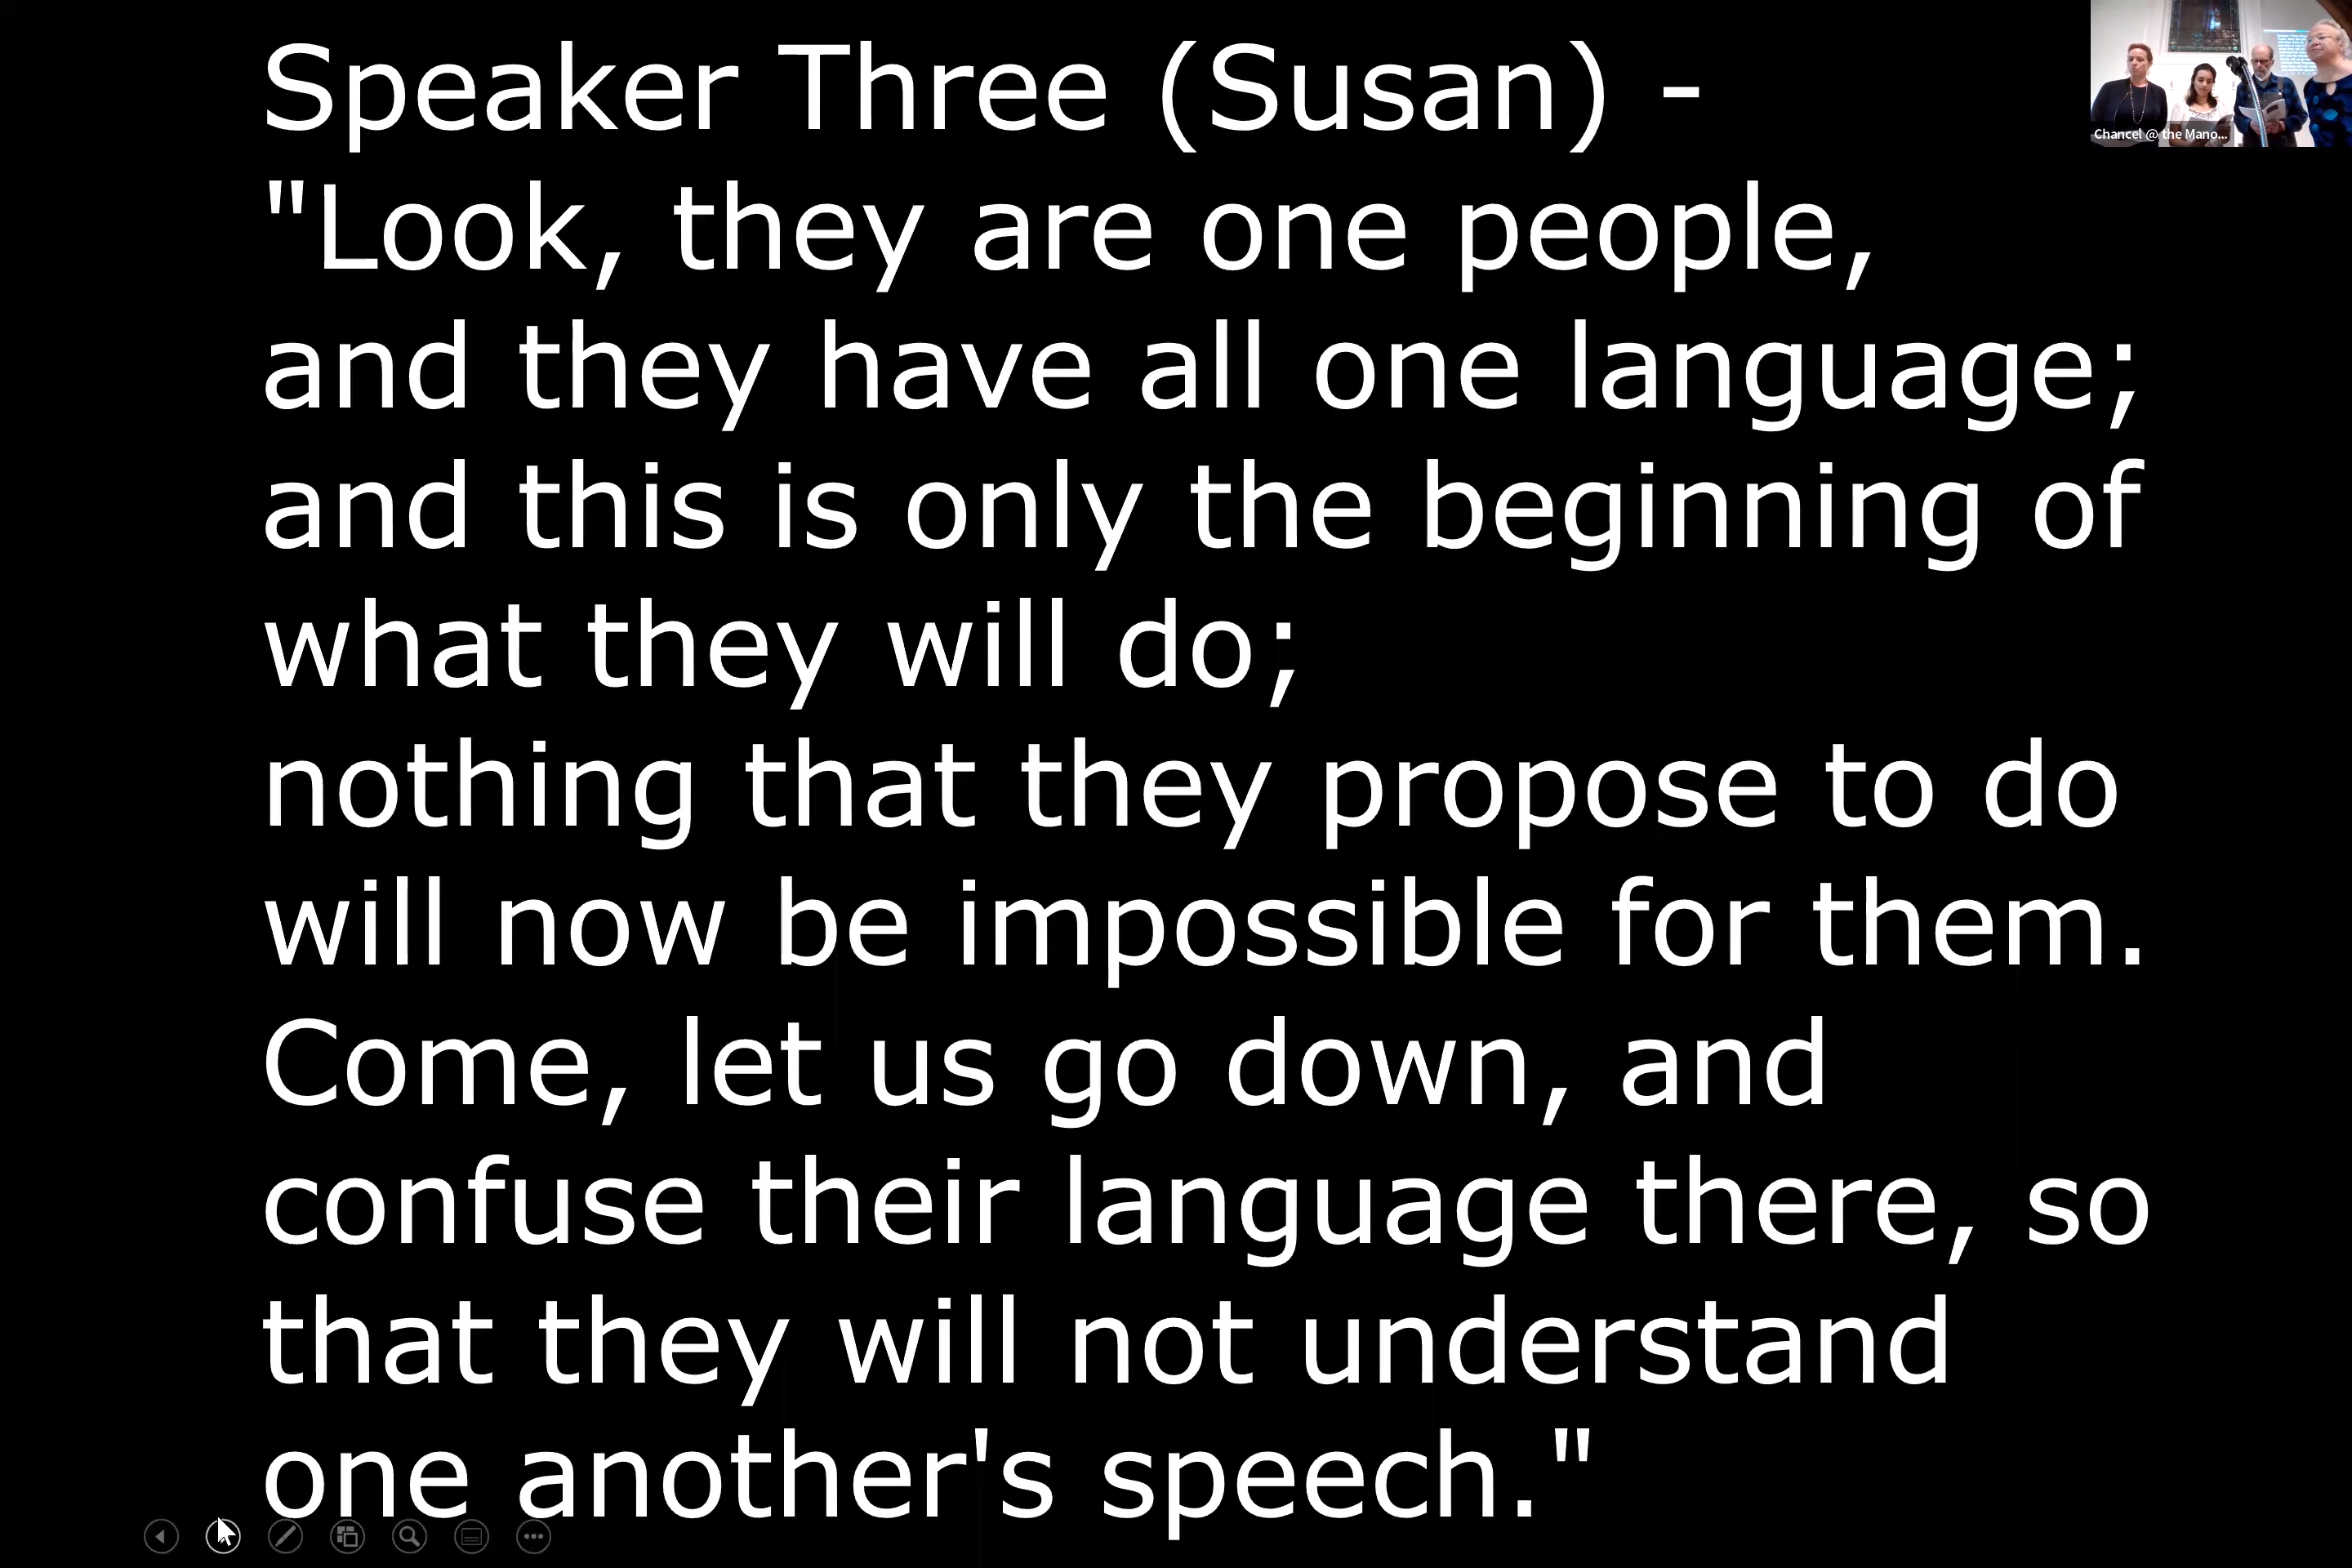 Speaker Three (Susan) -
"Look, they are one people,
and they have all one language;
and this is only the beginning of
what they will do;
nothing that they propose to do
will now be impossible for them.
Come, let us go down, and
confuse their language there, so
that they will not understand
one another's speech."
Chancel @ the Mano...